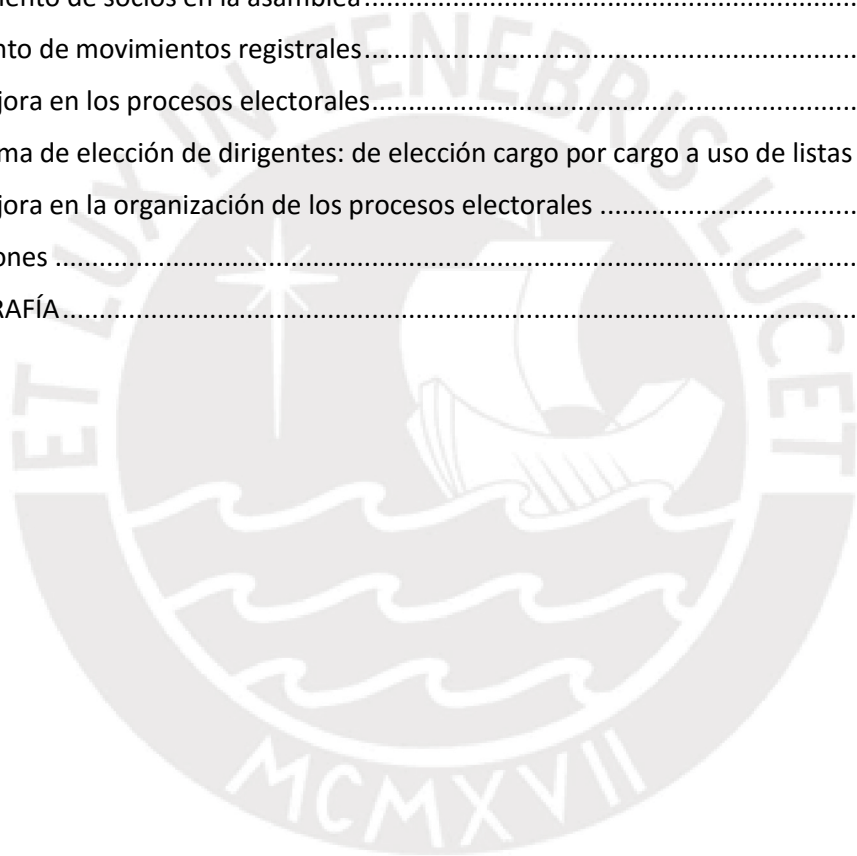 ento de socios en la asamblea
nto de movimientos registrales
jora en los procesos electorales
ma de elección de dirigentes: de elección cargo por cargo a uso de listas
jora en la organización de los procesos electorales
ones
RAFÍA
ET LUX IN TENEBRIS LUCET
MCMXVII